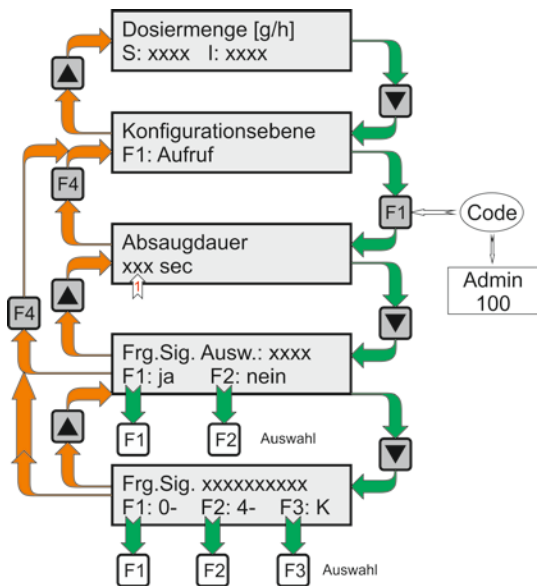 Dosiermenge [g/h]
S: xxxx I: xxxx
Konfigurationsebene
F1: Aufruf
F4
F1
Code
Admin
100
Absaugdauer
xxx sec
1
F4
Frg.Sig. Ausw.: xxxx
F1: ja F2: nein
F1
F2
Auswahl
Frg.Sig. xxxxxxxxxx
F1: 0- F2: 4- F3: K
F1
F2
F3
Auswahl